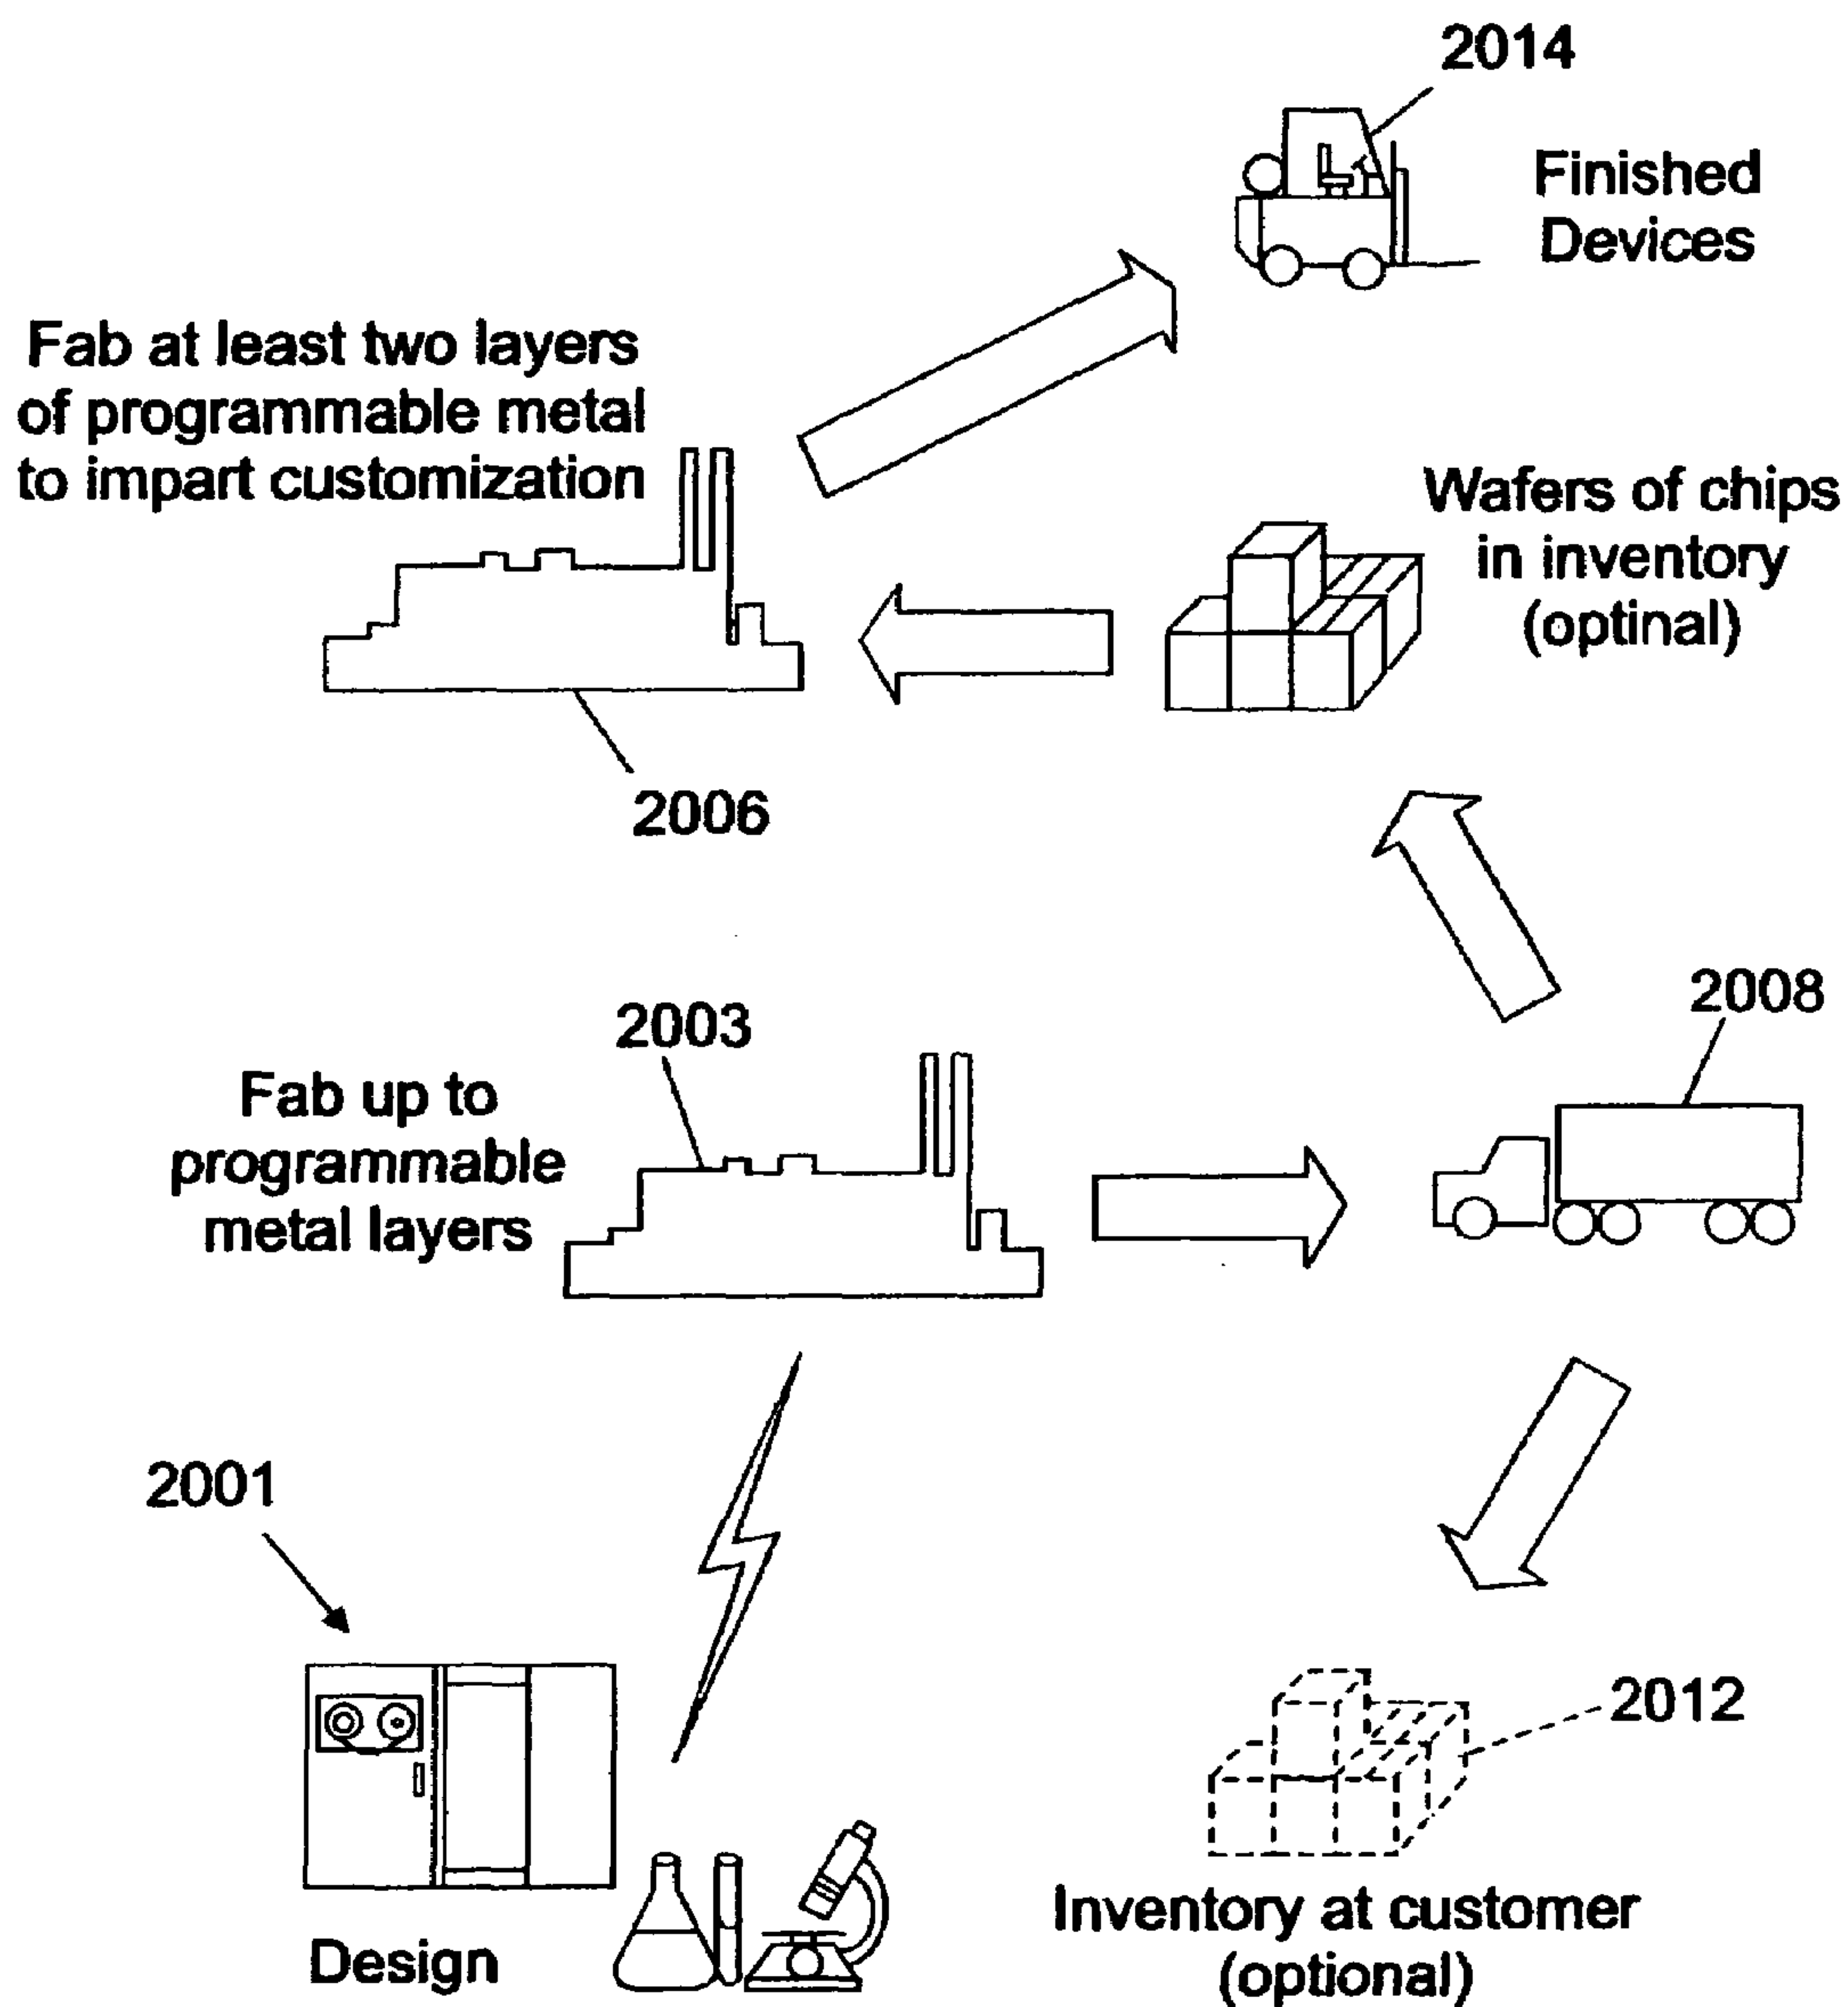 2014
Finished
Devices
Fab at least two layers
of programmable metal
to impart customization
Wafers of chips
in inventory
(optinal)
2006
2003
2008
Fab up to
programmable
metal layers
2001
2012
Design
Inventory at customer
(optional)